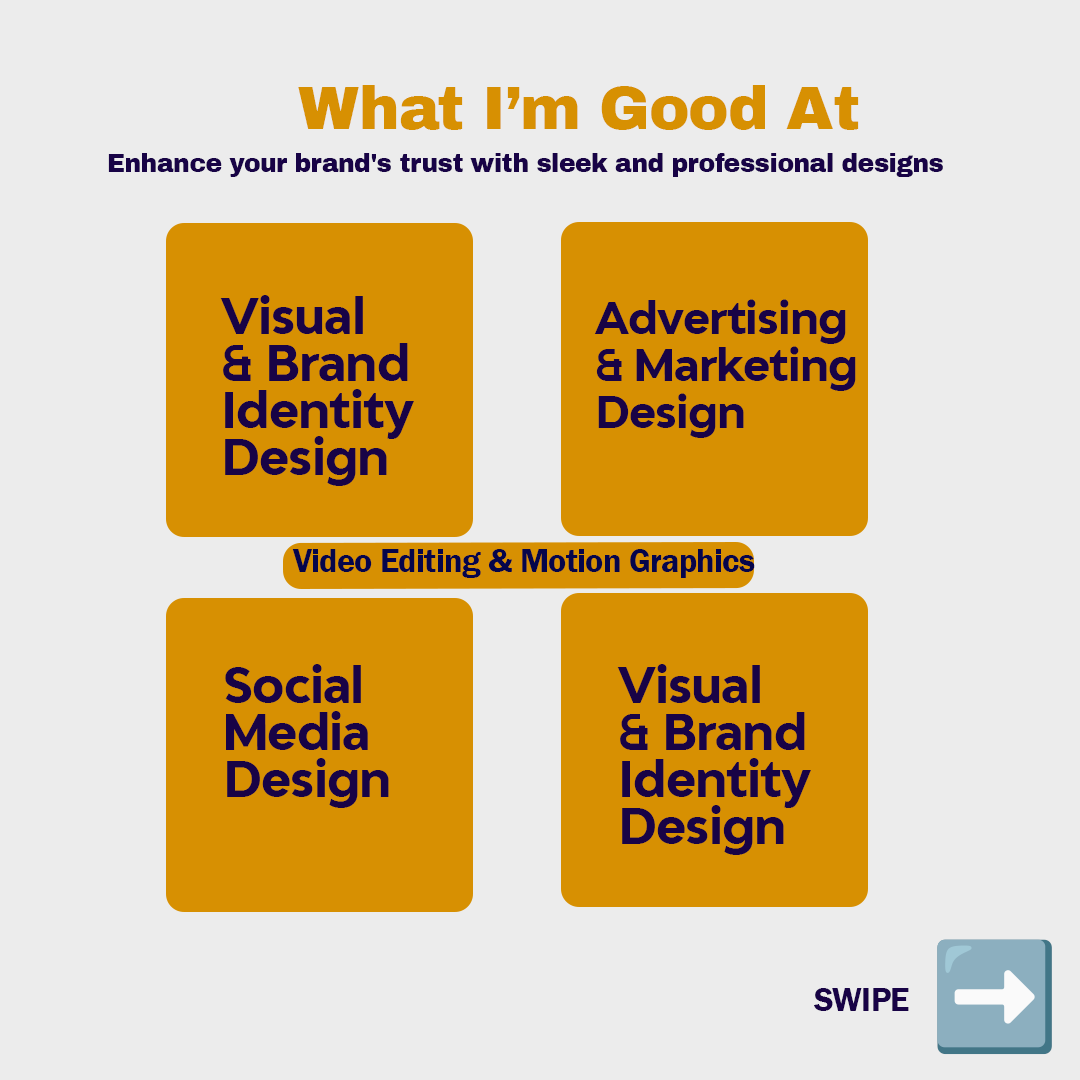 What I’m Good At
Enhance your brand's trust with sleek and professional designs
Visual
& Brand
Identity
Design
Advertising
& Marketing
Design
Video Editing & Motion Graphics
Social
Media
Design
Visual
& Brand
Identity
Design
SWIPE